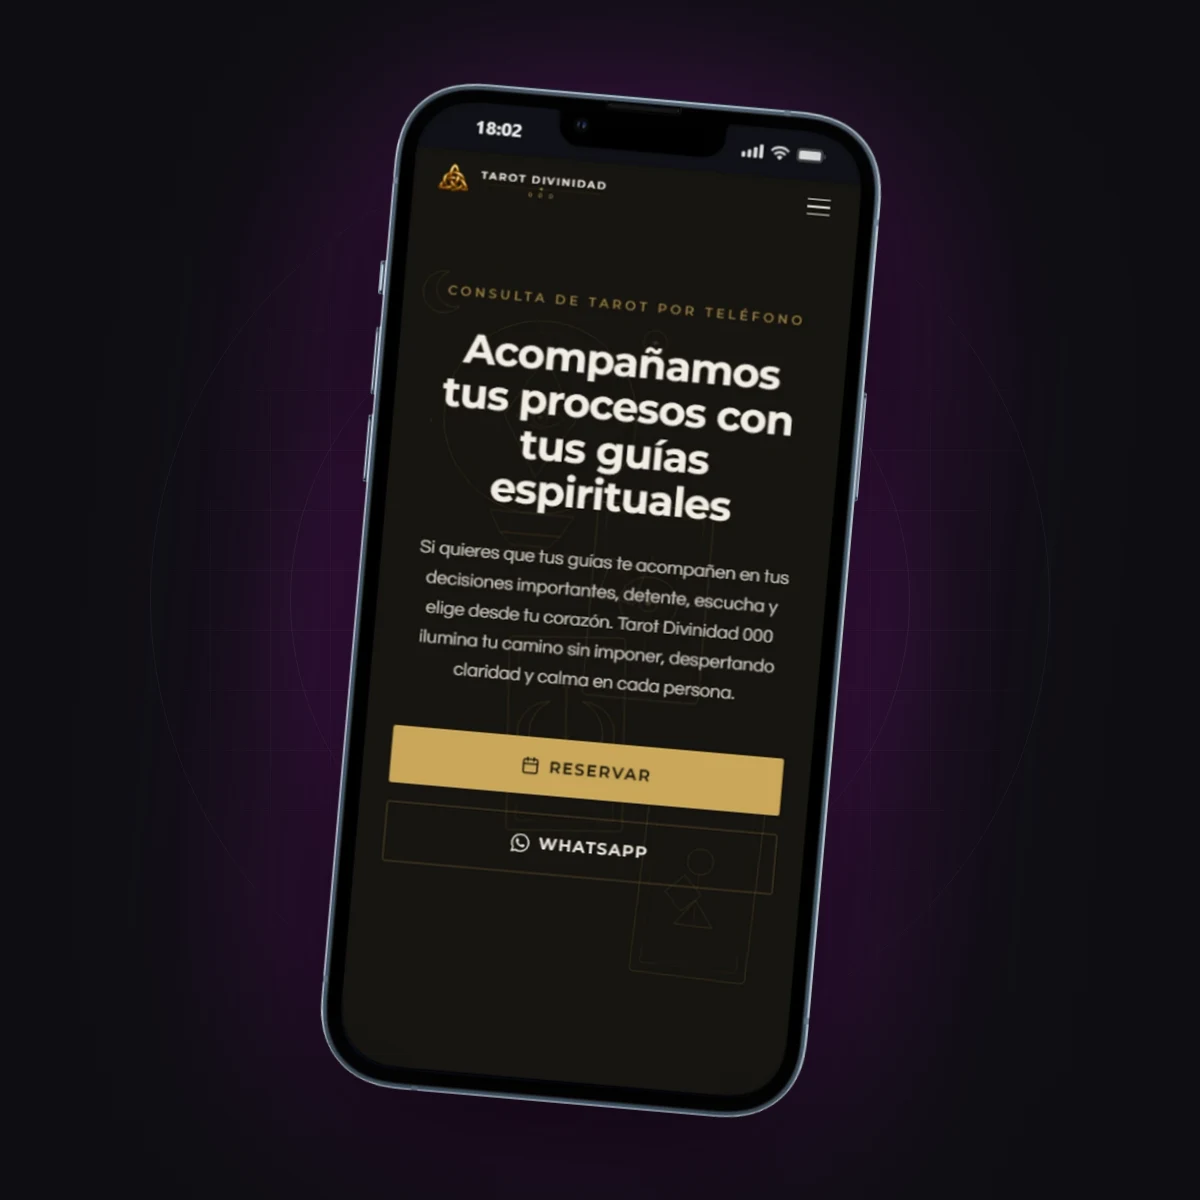 18:02
TAROT DIVINIDAD
000
CONSULTA DE TAROT POR TELÉFONO
Acompañamos
tus procesos con
tus guías
espirituales
Si quieres que tus guías te acompañen en tus
decisiones importantes, detente, escucha y
elige desde tu corazón. Tarot Divinidad 000
ilumina tu camino sin imponer, despertando
claridad y calma en cada persona.
RESERVAR
WHATSAPP